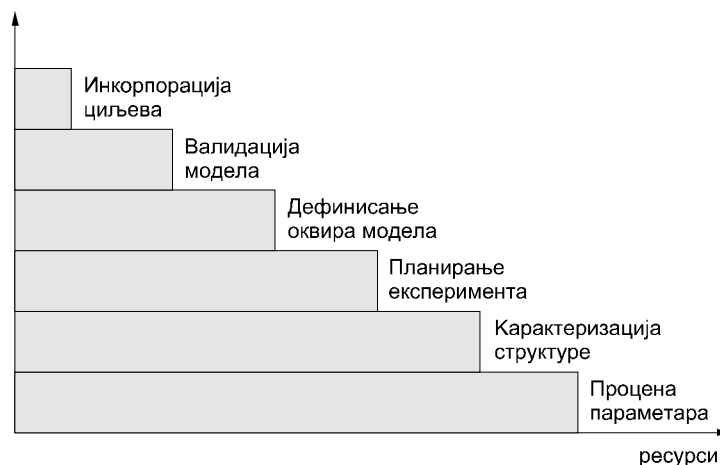 Инкорпорација
циљева
Валидација
модела
Дефинисање
оквира модела
Планирање
експеримента
Карактеризација
структуре
Процена
параметара
ресурси